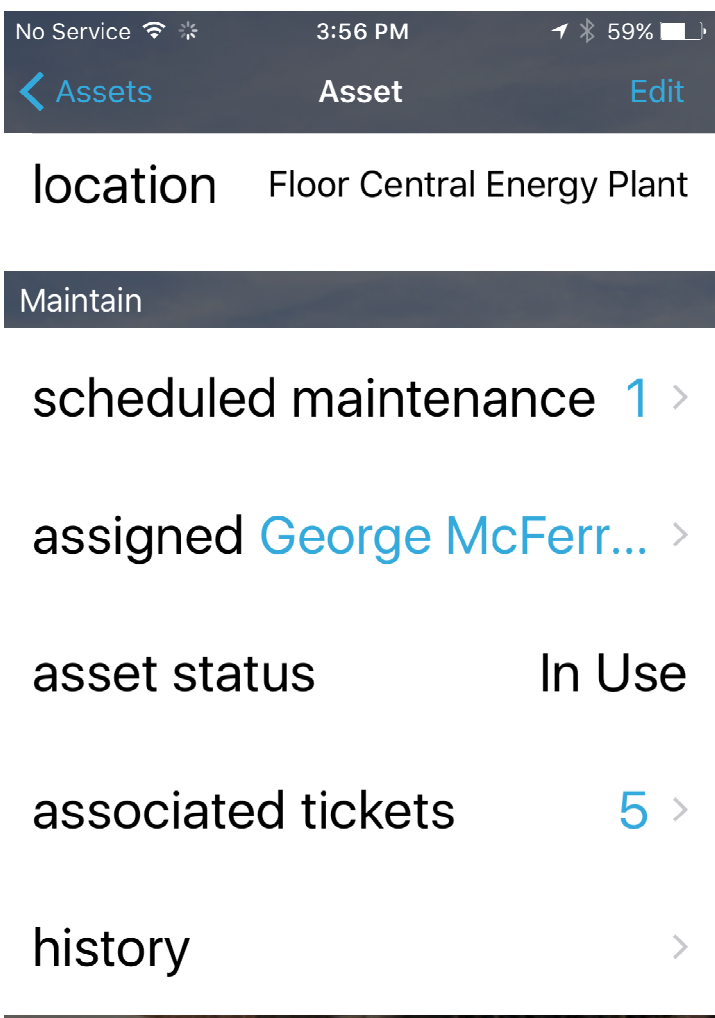 No Service 3:56 PM 59%
Assets Asset Edit
location Floor Central Energy Plant
Maintain
scheduled maintenance 1
assigned George McFerr...
asset status In Use
associated tickets 5
history